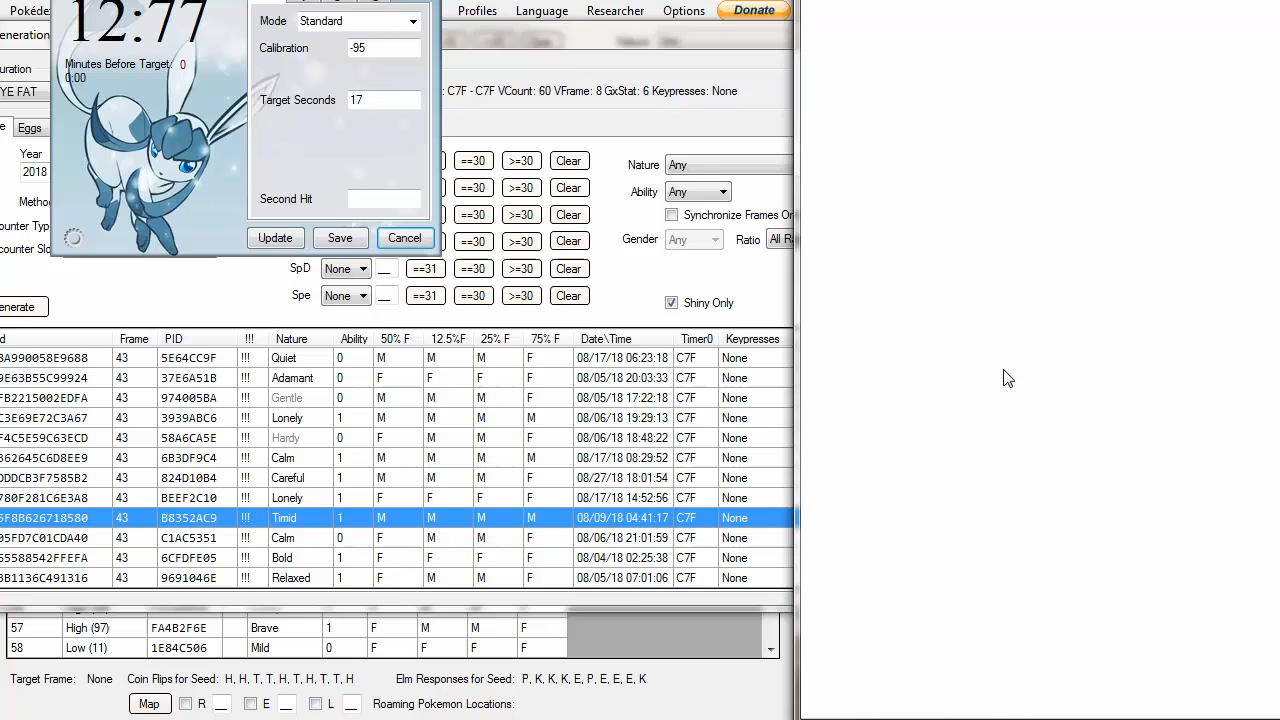 Pokéde
Profiles
Language
Researcher
Options
Donate
12:77
Minutes Before Target: 0
0:00
Mode Standard
Calibration -95
Target Seconds 17
Second Hit
Update Save Cancel
eneration
uration
YE FAT
: C7F - C7F VCount: 60 VFrame: 8 GxStat: 6 Keypresses: None
e Eggs
Year
2018
Metho
counter Type
counter Slo
enerate
==30 >=30 Clear
==30 >=30 Clear
==30 >=30 Clear
==30 >=30 Clear
SpD None __ ==31 ==30 >=30 Clear
Spe None __ ==31 ==30 >=30 Clear
Nature Any
Ability Any
Synchronize Frames On
Gender Any Ratio All Ra
Shiny Only
d Frame PID !!! Nature Ability 50% F 12.5%F 25% F 75% F Date\Time Timer0 Keypresses
8A990058E9688 43 5E64CC9F !!! Quiet 0 M M M F 08/17/18 06:23:18 C7F None
9E63B55C99924 43 37E6A51B !!! Adamant 0 F F F F 08/05/18 20:03:33 C7F None
FB2215002EDFA 43 974005BA !!! Gentle 0 M M M F 08/05/18 17:22:18 C7F None
C3E69E72C3A67 43 3939ABC6 !!! Lonely 1 M M M M 08/06/18 19:29:13 C7F None
F4C5E59C63ECD 43 58A6CA5E !!! Hardy 0 F M M F 08/06/18 18:48:22 C7F None
362645C6D8EE9 43 6B3DF9C4 !!! Calm 1 M M M M 08/17/18 08:29:52 C7F None
DDDCB3F7585B2 43 824D10B4 !!! Careful 1 F M M F 08/27/18 18:01:54 C7F None
780F281C6E3A8 43 BEEF2C10 !!! Lonely 1 F F F F 08/17/18 14:52:56 C7F None
5F8B626718580 43 B8352AC9 !!! Timid 1 M M M M 08/09/18 04:41:17 C7F None
05FD7C01CDA40 43 C1AC5351 !!! Calm 1 F M M F 08/06/18 21:01:59 C7F None
65588542FFEFA 43 6CFDFE05 !!! Bold 1 F F F F 08/04/18 02:25:38 C7F None
3B1136C491316 43 9691046E !!! Relaxed 1 F M M F 08/05/18 07:01:06 C7F None
57 High (97) FA4B2F6E Brave 1 F M M F
58 Low (11) 1E84C506 Mild 0 F F F F
Target Frame: None Coin Flips for Seed: H, H, T, T, H, T, H, T, T, H Elm Responses for Seed: P, K, K, K, E, P, E, E, E, K
Map R __ E __ L __ Roaming Pokemon Locations: